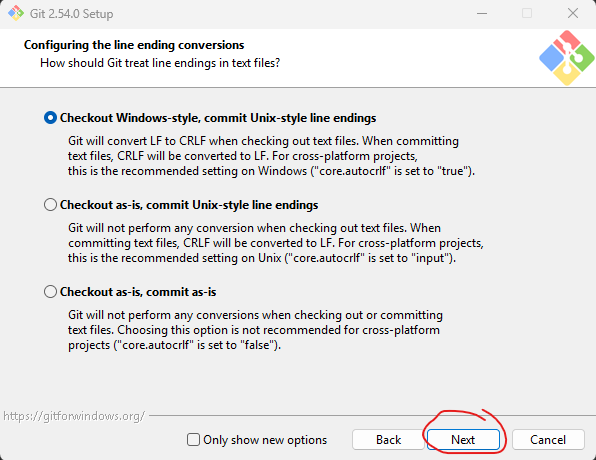 Git 2.54.0 Setup
Configuring the line ending conversions
How should Git treat line endings in text files?
Checkout Windows-style, commit Unix-style line endings
Git will convert LF to CRLF when checking out text files. When committing
text files, CRLF will be converted to LF. For cross-platform projects,
this is the recommended setting on Windows ("core.autocrlf" is set to "true").
Checkout as-is, commit Unix-style line endings
Git will not perform any conversion when checking out text files. When
committing text files, CRLF will be converted to LF. For cross-platform projects,
this is the recommended setting on Unix ("core.autocrlf" is set to "input").
Checkout as-is, commit as-is
Git will not perform any conversions when checking out or committing
text files. Choosing this option is not recommended for cross-platform
projects ("core.autocrlf" is set to "false").
https://gitforwindows.org/
Only show new options Back Next Cancel